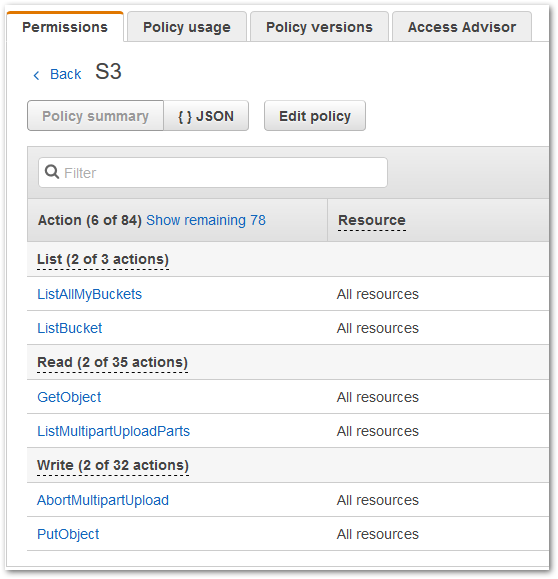 Permissions Policy usage Policy versions Access Advisor
‹ Back S3
Policy summary { } JSON Edit policy
Filter
Action (6 of 84) Show remaining 78 Resource
List (2 of 3 actions)
ListAllMyBuckets All resources
ListBucket All resources
Read (2 of 35 actions)
GetObject All resources
ListMultipartUploadParts All resources
Write (2 of 32 actions)
AbortMultipartUpload All resources
PutObject All resources